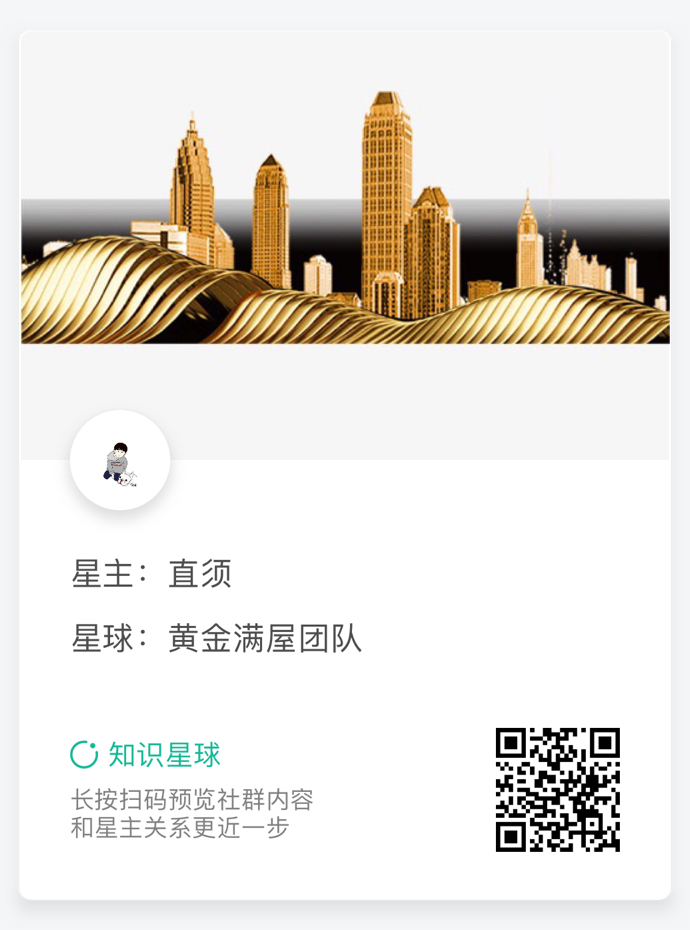 星主：直须
星球：黄金满屋团队
知识星球
长按扫码预览社群内容
和星主关系更近一步